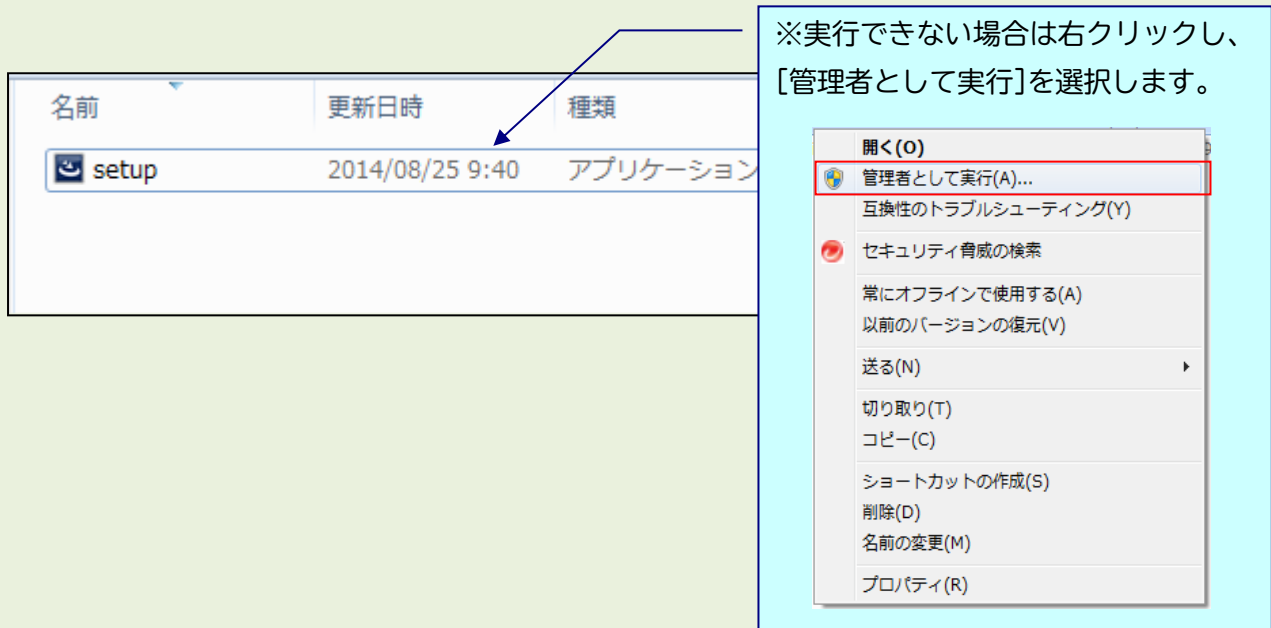 ※実行できない場合は右クリックし、
[管理者として実行]を選択します。
名前 更新日時 種類
setup 2014/08/25 9:40 アプリケーション
開く(O)
管理者として実行(A)...
互換性のトラブルシューティング(Y)
セキュリティ脅威の検索
常にオフラインで使用する(A)
以前のバージョンの復元(V)
送る(N)
切り取り(T)
コピー(C)
ショートカットの作成(S)
削除(D)
名前の変更(M)
プロパティ(R)